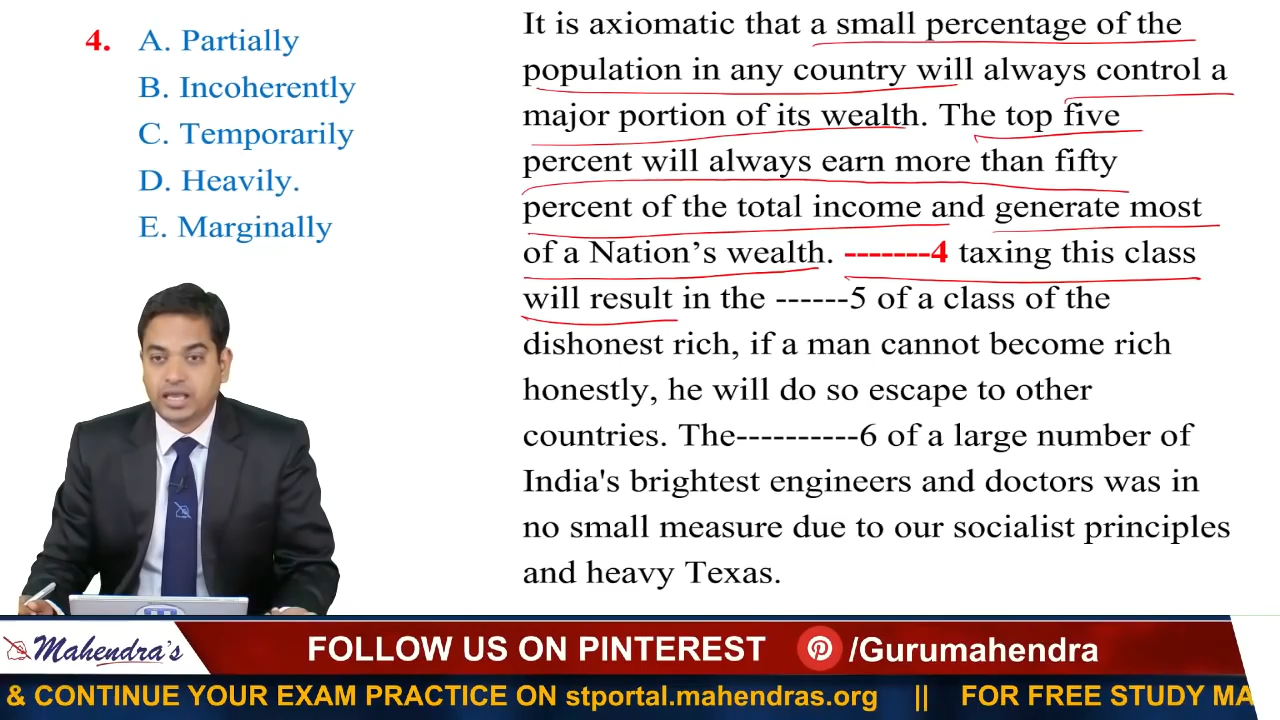 4. A. Partially
B. Incoherently
C. Temporarily
D. Heavily.
E. Marginally
It is axiomatic that a small percentage of the
population in any country will always control a
major portion of its wealth. The top five
percent will always earn more than fifty
percent of the total income and generate most
of a Nation’s wealth. -------4 taxing this class
will result in the ------5 of a class of the
dishonest rich, if a man cannot become rich
honestly, he will do so escape to other
countries. The----------6 of a large number of
India's brightest engineers and doctors was in
no small measure due to our socialist principles
and heavy Texas.
Mahendra's
FOLLOW US ON PINTEREST /Gurumahendra
& CONTINUE YOUR EXAM PRACTICE ON stportal.mahendras.org || FOR FREE STUDY MA